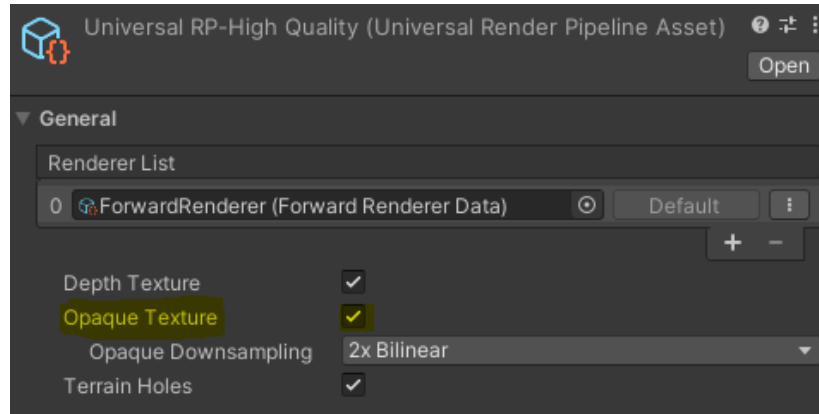 Universal RP-High Quality (Universal Render Pipeline Asset)
Open
General
Renderer List
0 ForwardRenderer (Forward Renderer Data) Default
+ −
Depth Texture
Opaque Texture
Opaque Downsampling 2x Bilinear
Terrain Holes